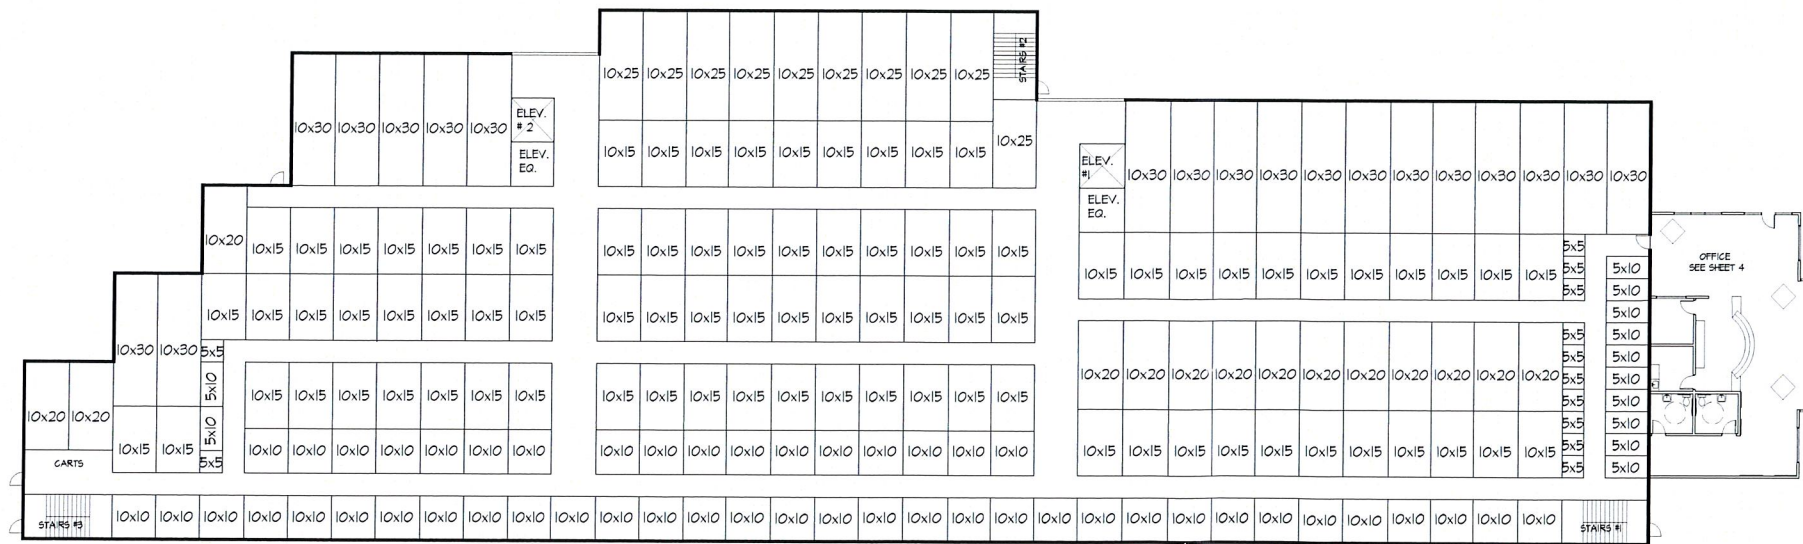 10x25 10x25 10x25 10x25 10x25 10x25 10x25 10x25 10x25
STAIRS #2
10x30 10x30 10x30 10x30 10x30
ELEV.
# 2
ELEV.
EQ.
10x15 10x15 10x15 10x15 10x15 10x15 10x15 10x15 10x15 10x25
ELEV.
#1
ELEV.
EQ.
10x30 10x30 10x30 10x30 10x30 10x30 10x30 10x30 10x30 10x30 10x30 10x30
10x20 10x15 10x15 10x15 10x15 10x15 10x15 10x15
10x15 10x15 10x15 10x15 10x15 10x15 10x15 10x15 10x15 10x15
10x15 10x15 10x15 10x15 10x15 10x15 10x15 10x15 10x15 10x15 10x15
5x5
5x5
5x5
5x10
5x10
5x10
5x10
5x10
5x10
5x10
5x10
5x10
5x10
OFFICE
SEE SHEET 4
10x15 10x15 10x15 10x15 10x15 10x15 10x15 10x15
10x15 10x15 10x15 10x15 10x15 10x15 10x15 10x15 10x15 10x15
10x30 10x30
5x5
5x10
5x10
5x5
10x20 10x20 10x20 10x20 10x20 10x20 10x20 10x20 10x20 10x20 10x20
5x5
5x5
5x5
5x5
5x5
5x5
5x5
10x15 10x15 10x15 10x15 10x15 10x15 10x15
10x15 10x15 10x15 10x15 10x15 10x15 10x15 10x15 10x15 10x15
10x20 10x20
10x15 10x15
10x10 10x10 10x10 10x10 10x10 10x10 10x10
10x10 10x10 10x10 10x10 10x10 10x10 10x10 10x10 10x10 10x10
10x15 10x15 10x15 10x15 10x15 10x15 10x15 10x15 10x15 10x15 10x15
CARTS
STAIRS #3
10x10 10x10 10x10 10x10 10x10 10x10 10x10 10x10 10x10 10x10 10x10 10x10 10x10 10x10 10x10 10x10 10x10 10x10 10x10 10x10 10x10 10x10 10x10 10x10 10x10 10x10 10x10 10x10 10x10 10x10 10x10 10x10 10x10
STAIRS #1